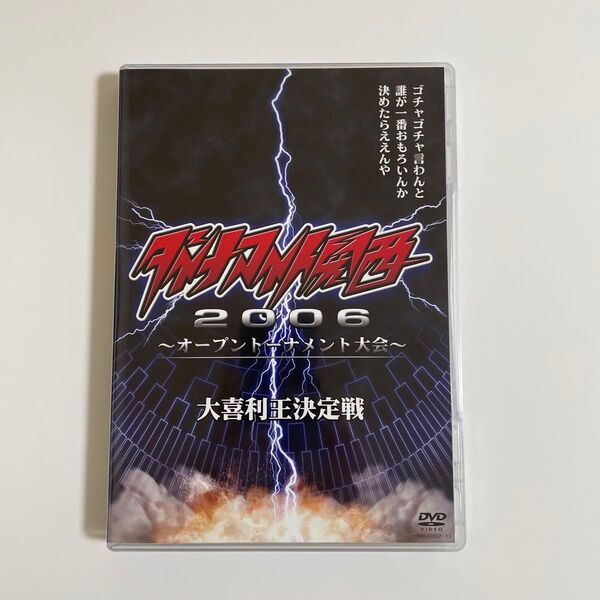 ゴチャゴチャ言わんと
誰が一番おもろいんか
決めたらええんや
ダイナマイト関西
2006
～オープントーナメント大会～
大喜利王決定戦
DVD
VIDEO